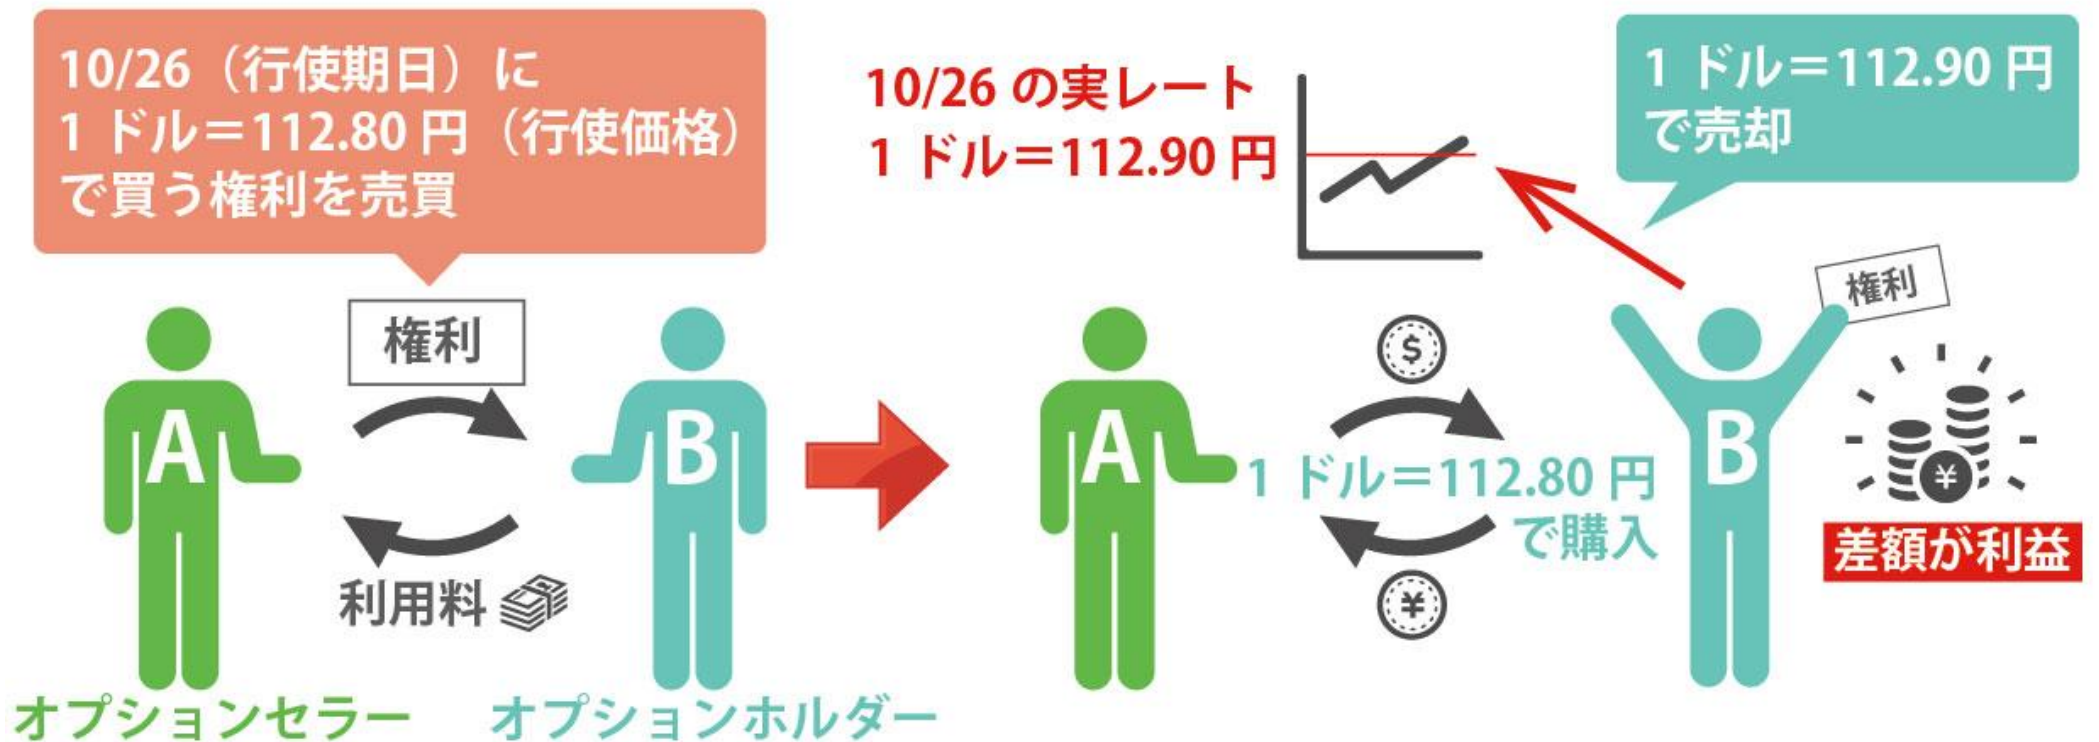 10/26（行使期日）に
1 ドル＝112.80 円（行使価格）
で買う権利を売買
権利
A
B
利用料
オプションセラー
オプションホルダー
10/26 の実レート
1 ドル＝112.90 円
1 ドル＝112.90 円
で売却
権利
$
A
1 ドル＝112.80 円
で購入
¥
B
¥
差額が利益